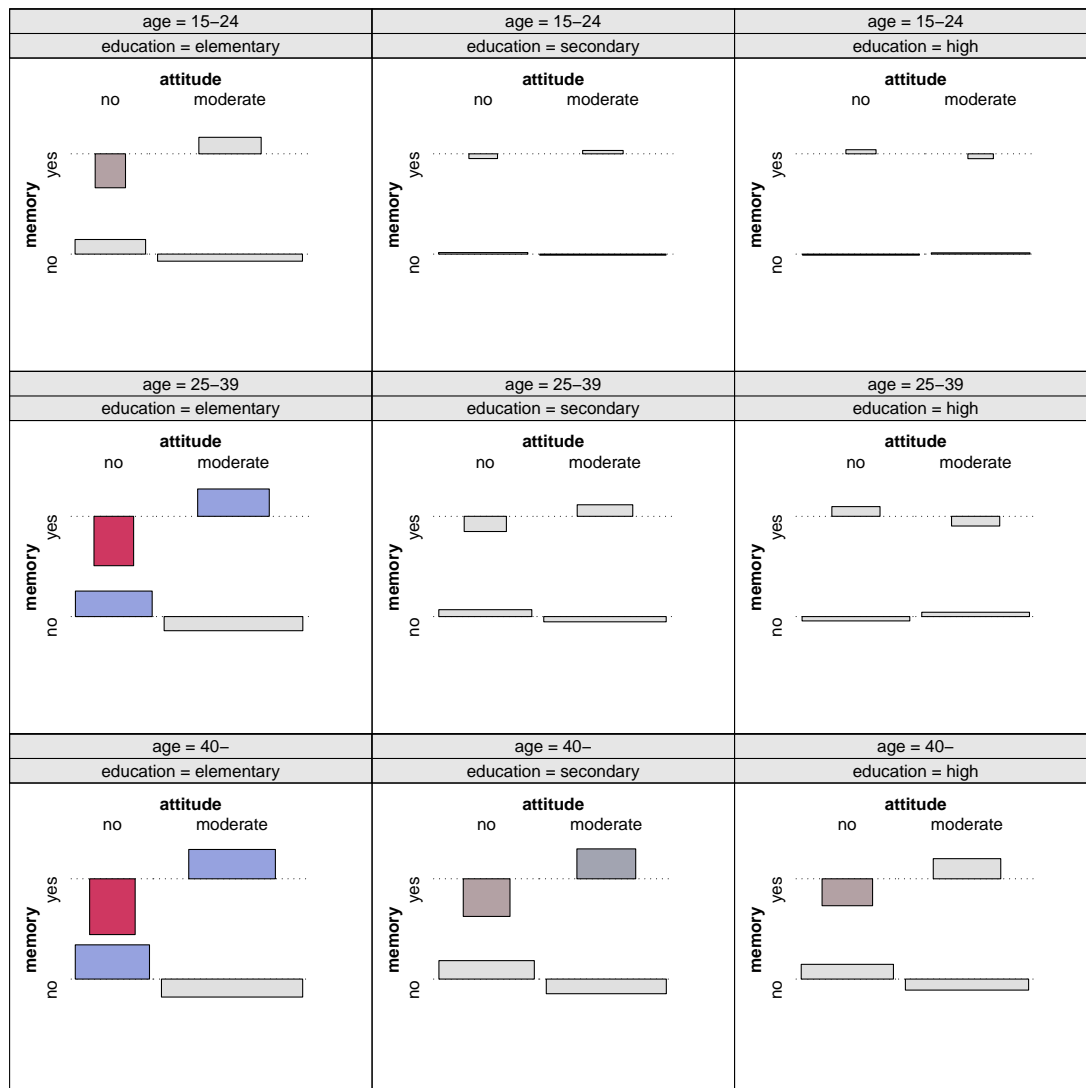 age = 15−24
education = elementary
attitude
no moderate
memory
yes
no
age = 15−24
education = secondary
attitude
no moderate
memory
yes
no
age = 15−24
education = high
attitude
no moderate
memory
yes
no
age = 25−39
education = elementary
attitude
no moderate
memory
yes
no
age = 25−39
education = secondary
attitude
no moderate
memory
yes
no
age = 25−39
education = high
attitude
no moderate
memory
yes
no
age = 40−
education = elementary
attitude
no moderate
memory
yes
no
age = 40−
education = secondary
attitude
no moderate
memory
yes
no
age = 40−
education = high
attitude
no moderate
memory
yes
no